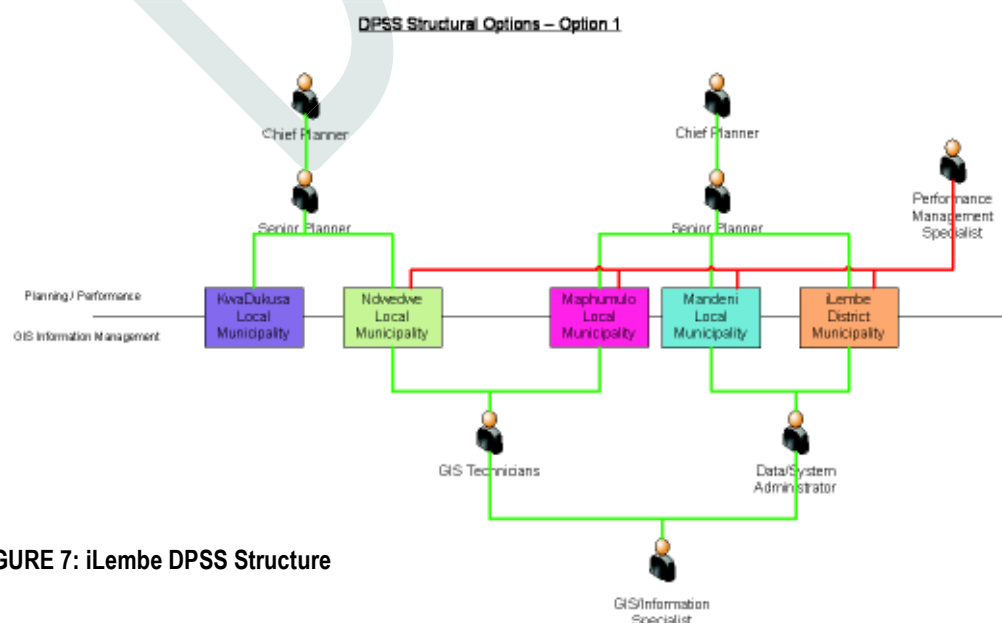 DPSS Structural Options – Option 1
Chief Planner
Chief Planner
Performance
Management
Specialist
Senior Planner
Senior Planner
Planning / Performance
GIS Information Management
KwaDukusa
Local
Municipality
Ndwedwe
Local
Municipality
Maphumulo
Local
Municipality
Mandeni
Local
Municipality
iLembe
District
Municipality
GIS Technicians
Data/System
Administrator
GURE 7: iLembe DPSS Structure
GIS/Information
Specialist